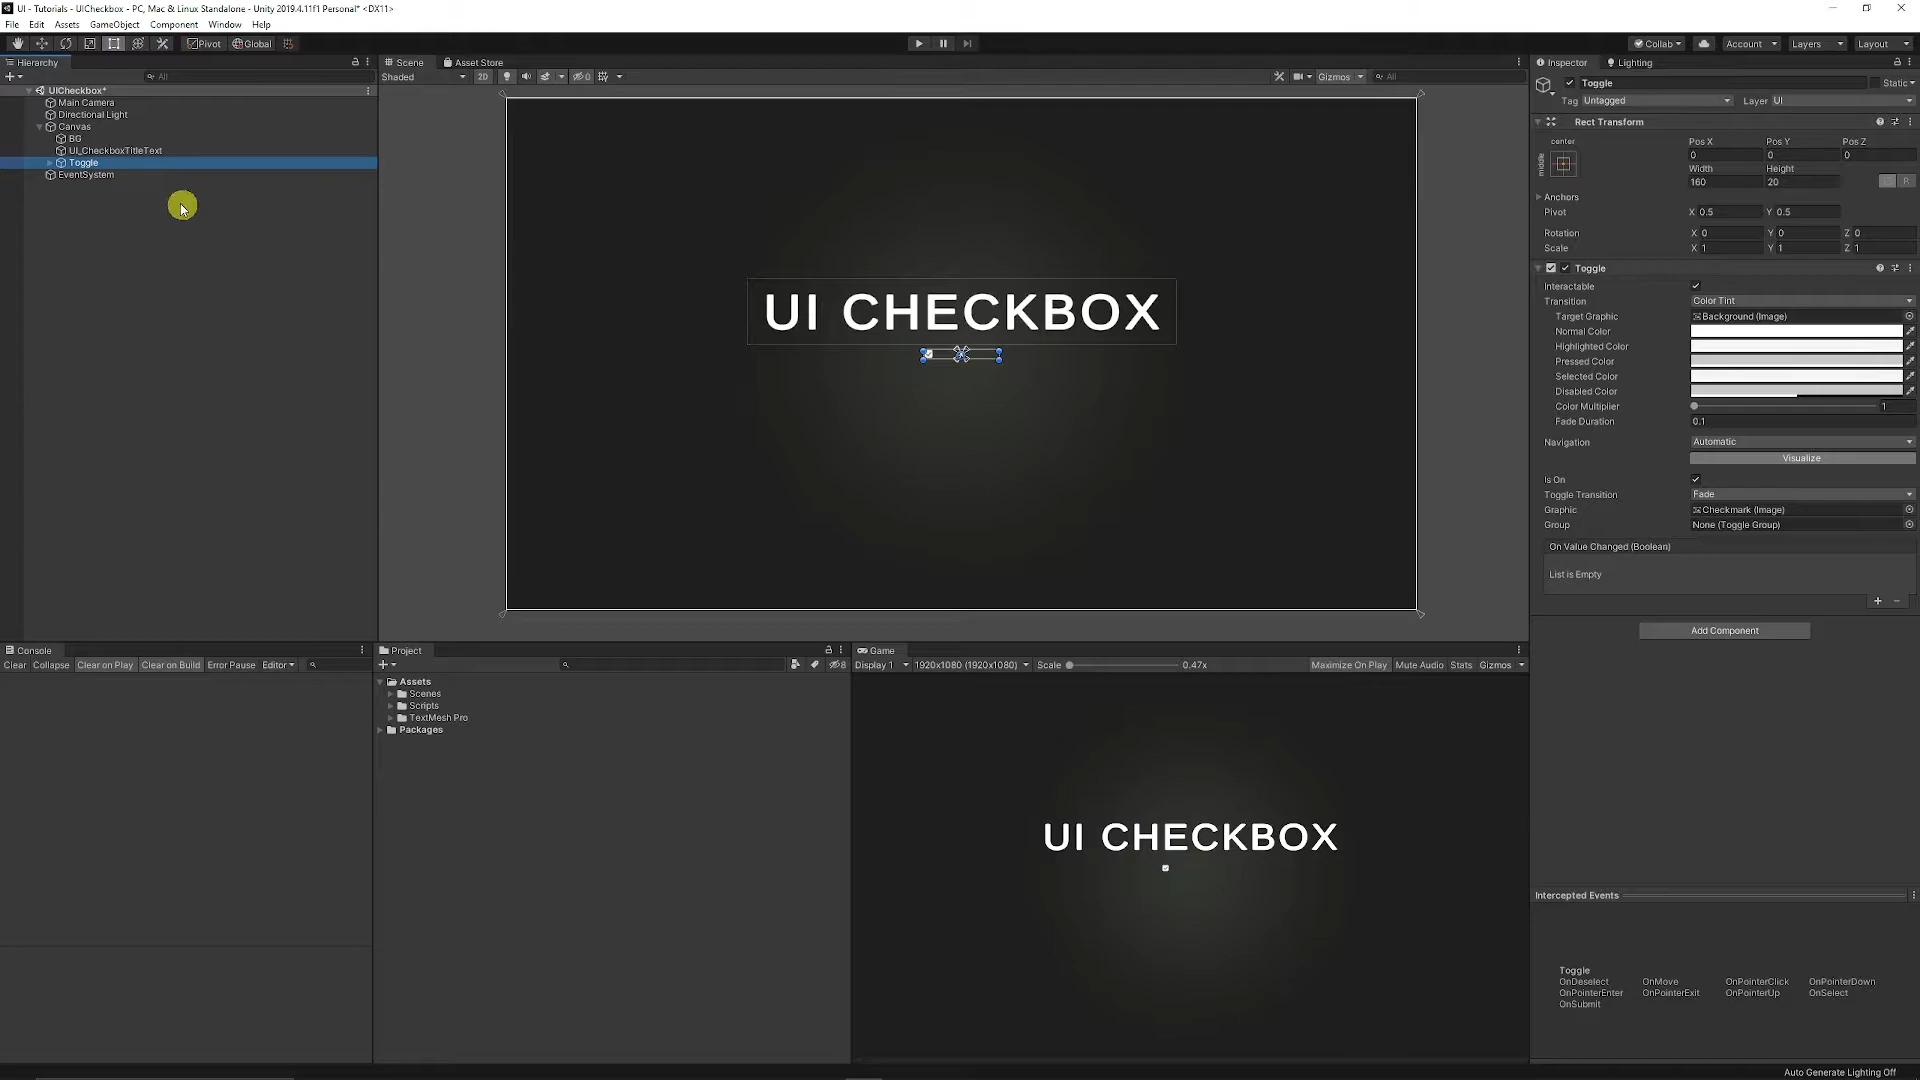 UI - Tutorials - UICheckbox - PC, Mac & Linux Standalone - Unity 2019.4.11f1 Personal* <DX11>
File Edit Assets GameObject Component Window Help
Pivot Global Collab Account Layers Layout
Hierarchy
All
UICheckbox*
Main Camera
Directional Light
Canvas
BG
UI_CheckboxTitleText
Toggle
EventSystem
Scene Asset Store
Shaded 2D 0 Gizmos All
UI CHECKBOX
Inspector Lighting
Toggle Static
Tag Untagged Layer UI
Rect Transform
center
middle
Pos X Pos Y Pos Z
0 0 0
Width Height
160 20 R
Anchors
Pivot X 0.5 Y 0.5
Rotation X 0 Y 0 Z 0
Scale X 1 Y 1 Z 1
Toggle
Interactable
Transition Color Tint
Target Graphic Background (Image)
Normal Color
Highlighted Color
Pressed Color
Selected Color
Disabled Color
Color Multiplier 1
Fade Duration 0.1
Navigation Automatic
Visualize
Is On
Toggle Transition Fade
Graphic Checkmark (Image)
Group None (Toggle Group)
On Value Changed (Boolean)
List is Empty
+ -
Add Component
Console
Clear Collapse Clear on Play Clear on Build Error Pause Editor
Project
8
Assets
Scenes
Scripts
TextMesh Pro
Packages
Game
Display 1 1920x1080 (1920x1080) Scale 0.47x Maximize On Play Mute Audio Stats Gizmos
UI CHECKBOX
Intercepted Events
Toggle
OnDeselect OnMove OnPointerClick OnPointerDown
OnPointerEnter OnPointerExit OnPointerUp OnSelect
OnSubmit
Auto Generate Lighting Off